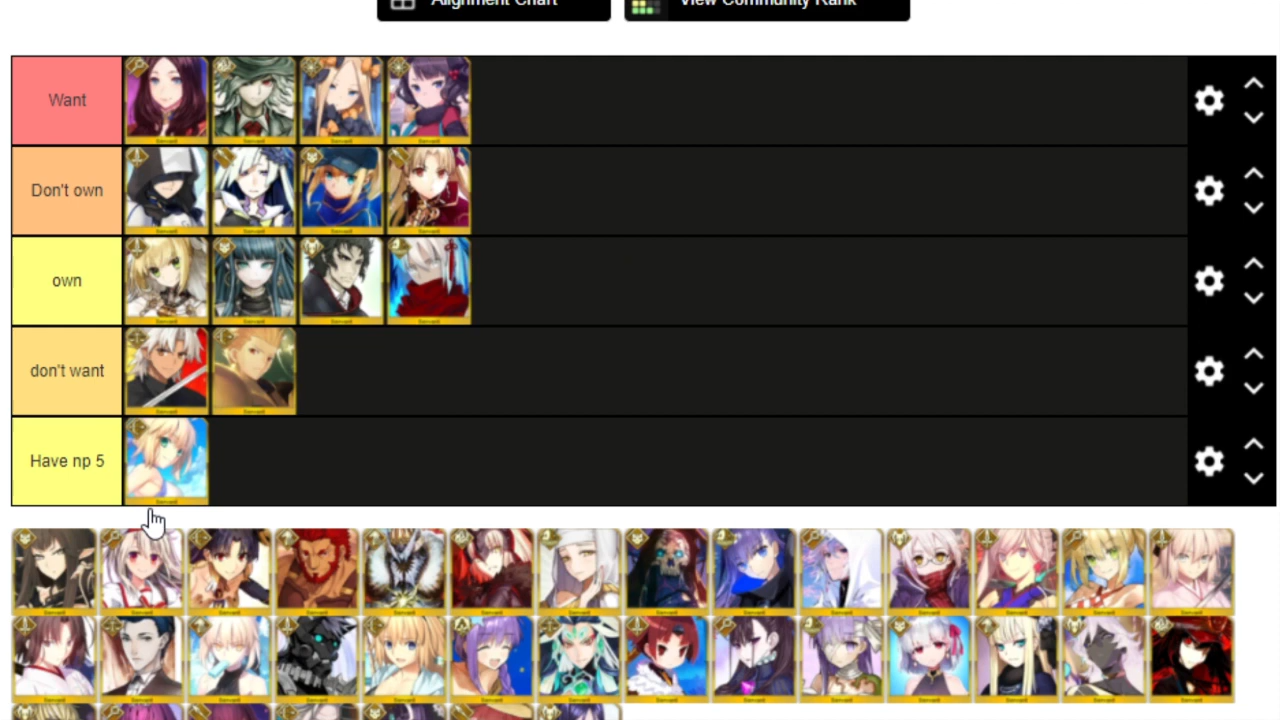 Alignment Chart
View Community Rank
Want
Don't own
own
don't want
Have np 5